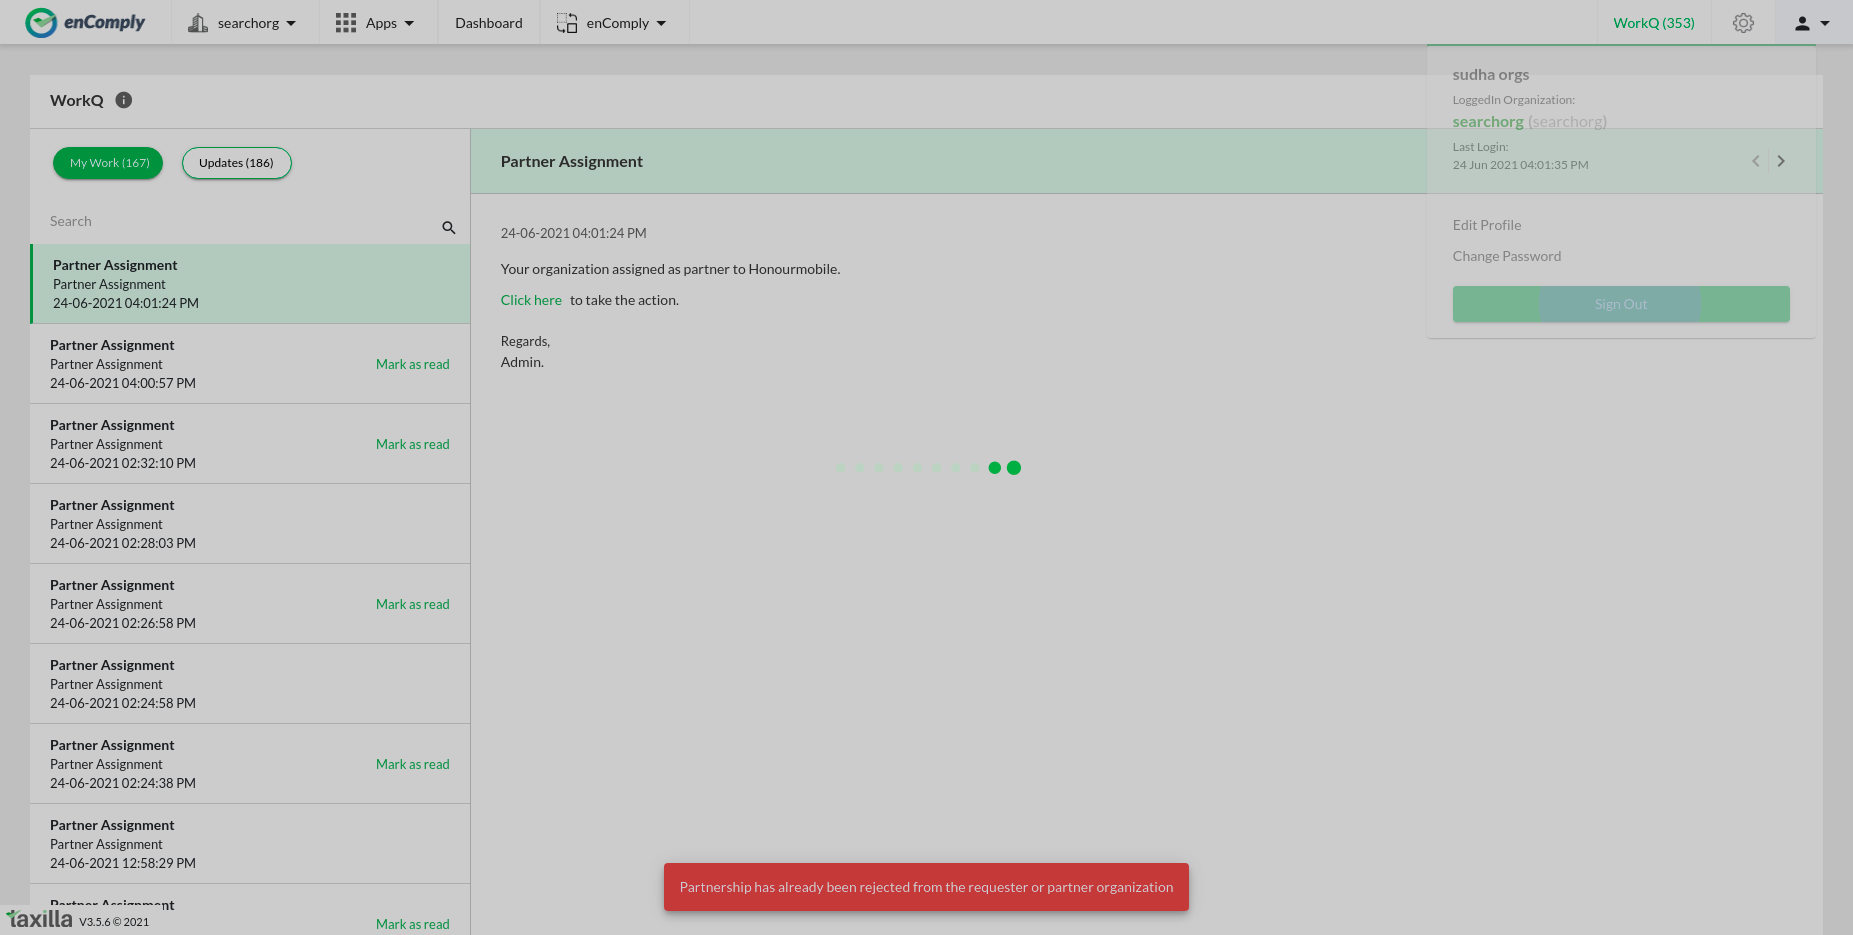 enComply
searchorg
Apps
Dashboard
enComply
WorkQ (353)
WorkQ
My Work (167)
Updates (186)
Search
Partner Assignment
Partner Assignment
24-06-2021 04:01:24 PM
Partner Assignment
Partner Assignment
Mark as read
24-06-2021 04:00:57 PM
Partner Assignment
Partner Assignment
Mark as read
24-06-2021 02:32:10 PM
Partner Assignment
Partner Assignment
24-06-2021 02:28:03 PM
Partner Assignment
Partner Assignment
Mark as read
24-06-2021 02:26:58 PM
Partner Assignment
Partner Assignment
24-06-2021 02:24:58 PM
Partner Assignment
Partner Assignment
Mark as read
24-06-2021 02:24:38 PM
Partner Assignment
Partner Assignment
24-06-2021 12:58:29 PM
Partner Assignment
Mark as read
taxilla V3.5.6 © 2021
Partner Assignment
24-06-2021 04:01:24 PM
Your organization assigned as partner to Honourmobile.
Click here to take the action.
Regards,
Admin.
sudha orgs
LoggedIn Organization:
searchorg (searchorg)
Last Login:
24 Jun 2021 04:01:35 PM
Edit Profile
Change Password
Sign Out
Partnership has already been rejected from the requester or partner organization